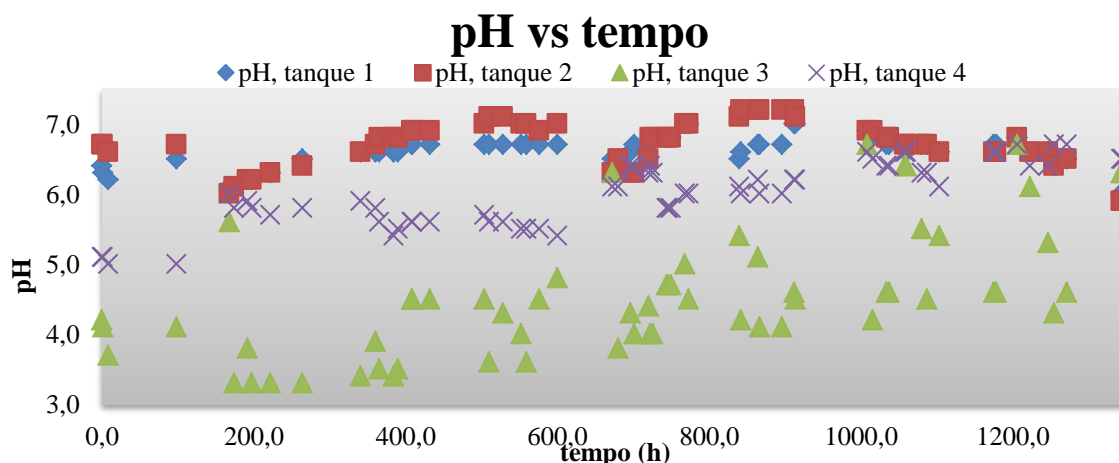 pH vs tempo
pH, tanque 1 pH, tanque 2 pH, tanque 3 pH, tanque 4
7,0
6,0
5,0
4,0
3,0
pH
0,0 200,0 400,0 600,0 800,0 1000,0 1200,0
tempo (h)